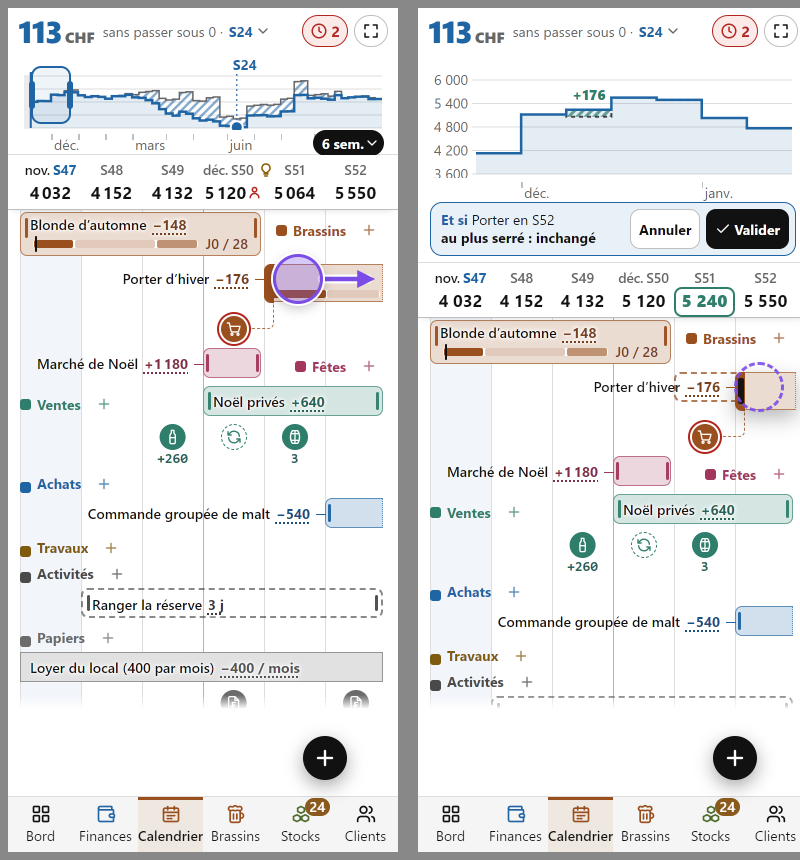 113 CHF sans passer sous 0 · S24
2
S24
déc. mars juin
6 sem.
nov. S47 S48 S49 déc. S50 S51 S52
4 032 4 152 4 132 5 120 5 064 5 550
Blonde d'automne −148
J0 / 28
Brassins +
Porter d'hiver −176
Marché de Noël +1 180
Fêtes +
Ventes +
Noël privés +640
+260
3
Achats +
Commande groupée de malt −540
Travaux +
Activités +
Ranger la réserve 3 j
Papiers +
Loyer du local (400 par mois) −400 / mois
+
24
Bord Finances Calendrier Brassins Stocks Clients
113 CHF sans passer sous 0 · S24
2
6 000
5 400
4 800
4 200
3 600
+176
déc. janv.
Et si Porter en S52
au plus serré : inchangé
Annuler
Valider
nov. S47 S48 S49 déc. S50 S51 S52
4 032 4 152 4 132 5 120 5 240 5 550
Blonde d'automne −148
J0 / 28
Brassins +
Porter d'hiver −176
Marché de Noël +1 180
Fêtes +
Ventes +
Noël privés +640
+260
3
Achats +
Commande groupée de malt −540
Travaux +
Activités +
+
24
Bord Finances Calendrier Brassins Stocks Clients